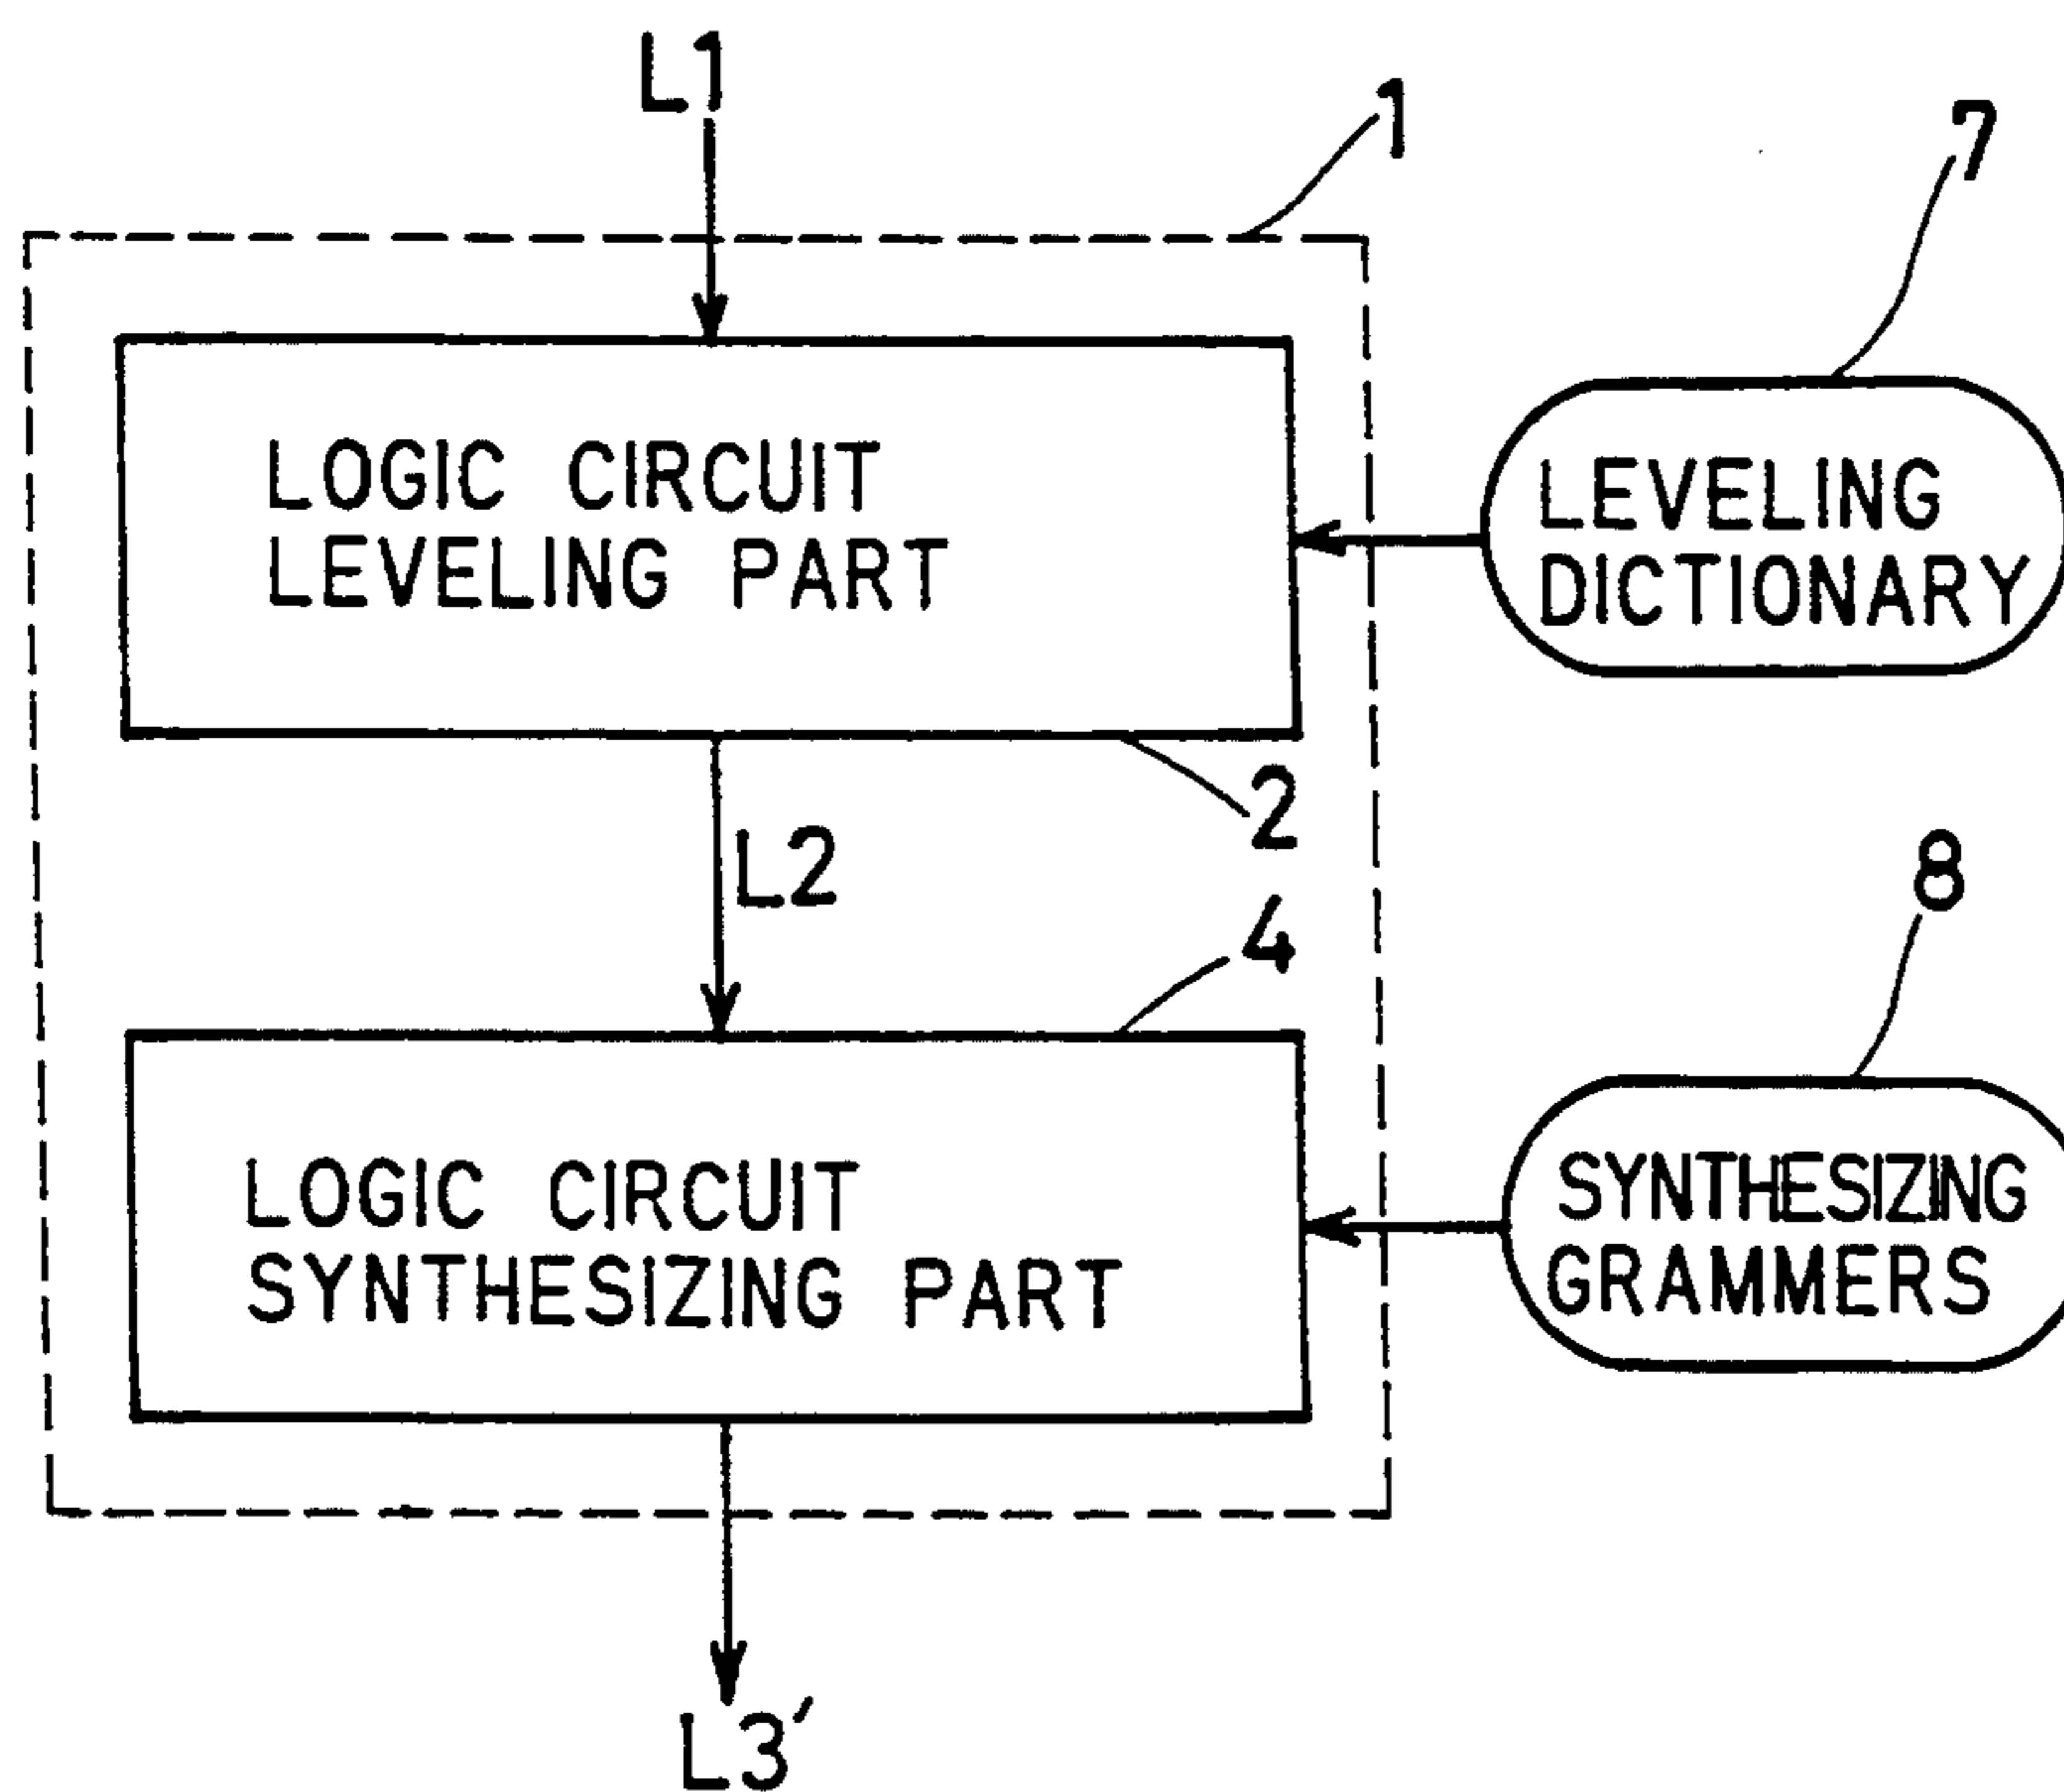 L1
1
7
LOGIC CIRCUIT
LEVELING PART
LEVELING
DICTIONARY
2
L2
8
4
LOGIC CIRCUIT
SYNTHESIZING PART
SYNTHESIZING
GRAMMERS
L3′